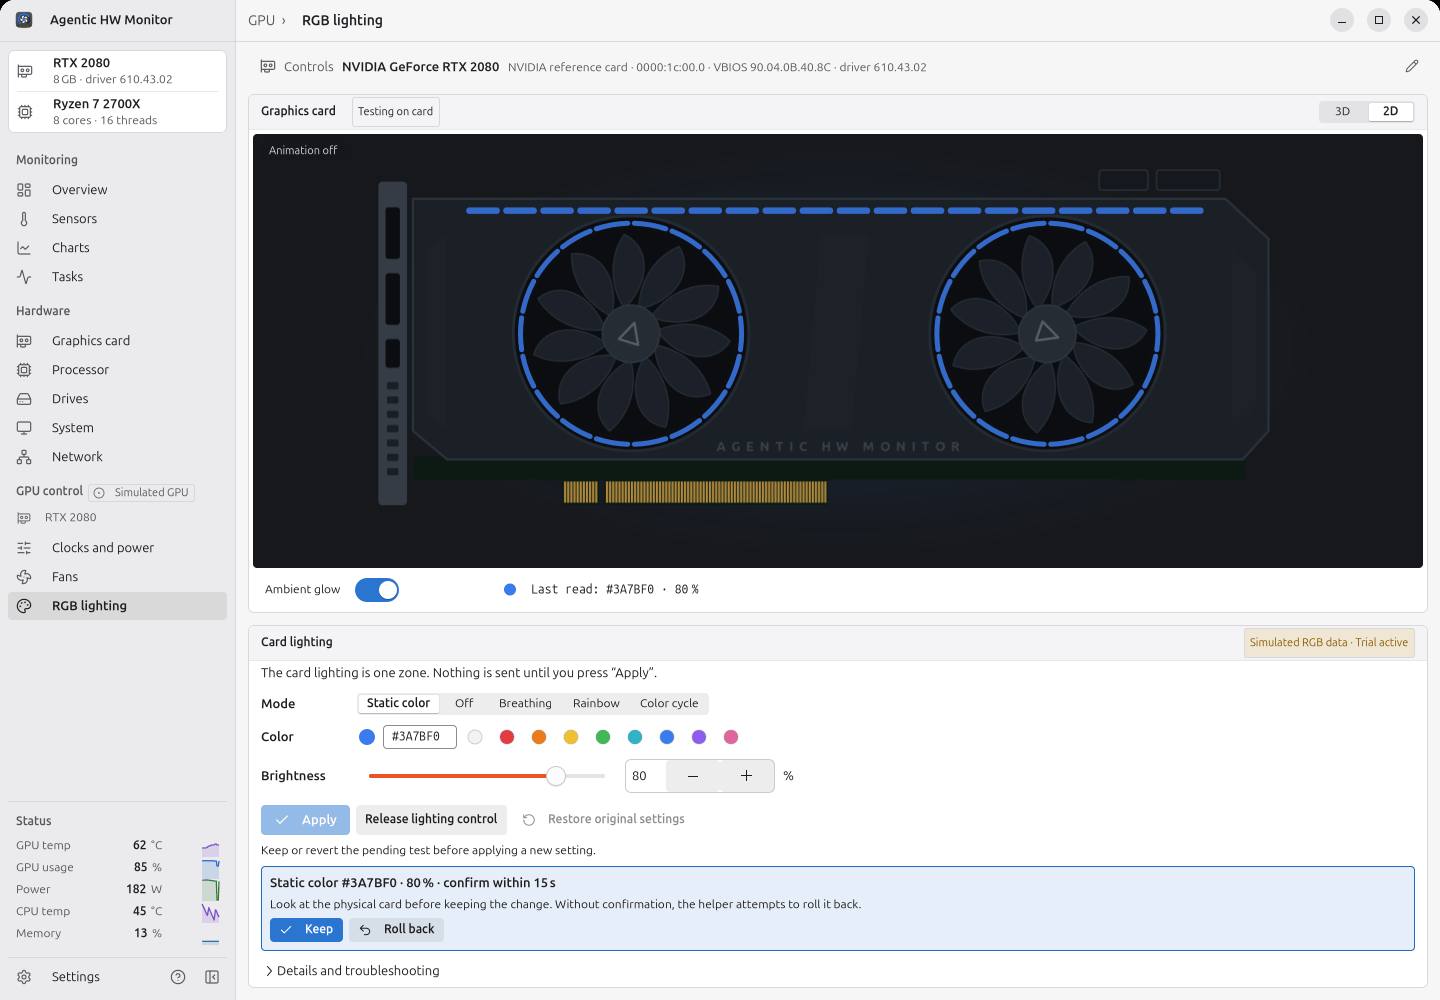 Agentic HW Monitor
GPU › RGB lighting
RTX 2080
8 GB · driver 610.43.02
Ryzen 7 2700X
8 cores · 16 threads
Monitoring
Overview
Sensors
Charts
Tasks
Hardware
Graphics card
Processor
Drives
System
Network
GPU control Simulated GPU
RTX 2080
Clocks and power
Fans
RGB lighting
Status
GPU temp 62 °C
GPU usage 85 %
Power 182 W
CPU temp 45 °C
Memory 13 %
Settings
Controls NVIDIA GeForce RTX 2080 NVIDIA reference card · 0000:1c:00.0 · VBIOS 90.04.0B.40.8C · driver 610.43.02
Graphics card Testing on card 3D 2D
Animation off
AGENTIC HW MONITOR
Ambient glow Last read: #3A7BF0 · 80 %
Card lighting Simulated RGB data · Trial active
The card lighting is one zone. Nothing is sent until you press “Apply”.
Mode Static color Off Breathing Rainbow Color cycle
Color #3A7BF0
Brightness 80 − + %
Apply Release lighting control Restore original settings
Keep or revert the pending test before applying a new setting.
Static color #3A7BF0 · 80 % · confirm within 15 s
Look at the physical card before keeping the change. Without confirmation, the helper attempts to roll it back.
Keep Roll back
Details and troubleshooting